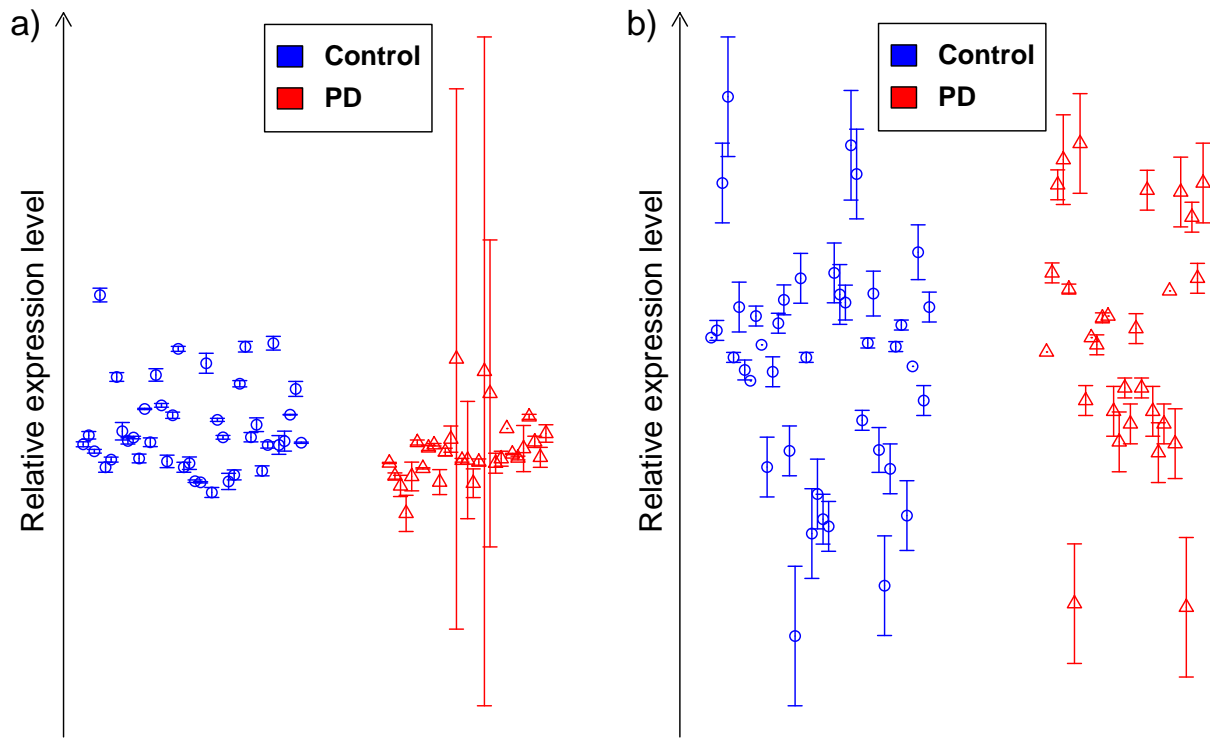 a)
Relative expression level
Control
PD
b)
Relative expression level
Control
PD